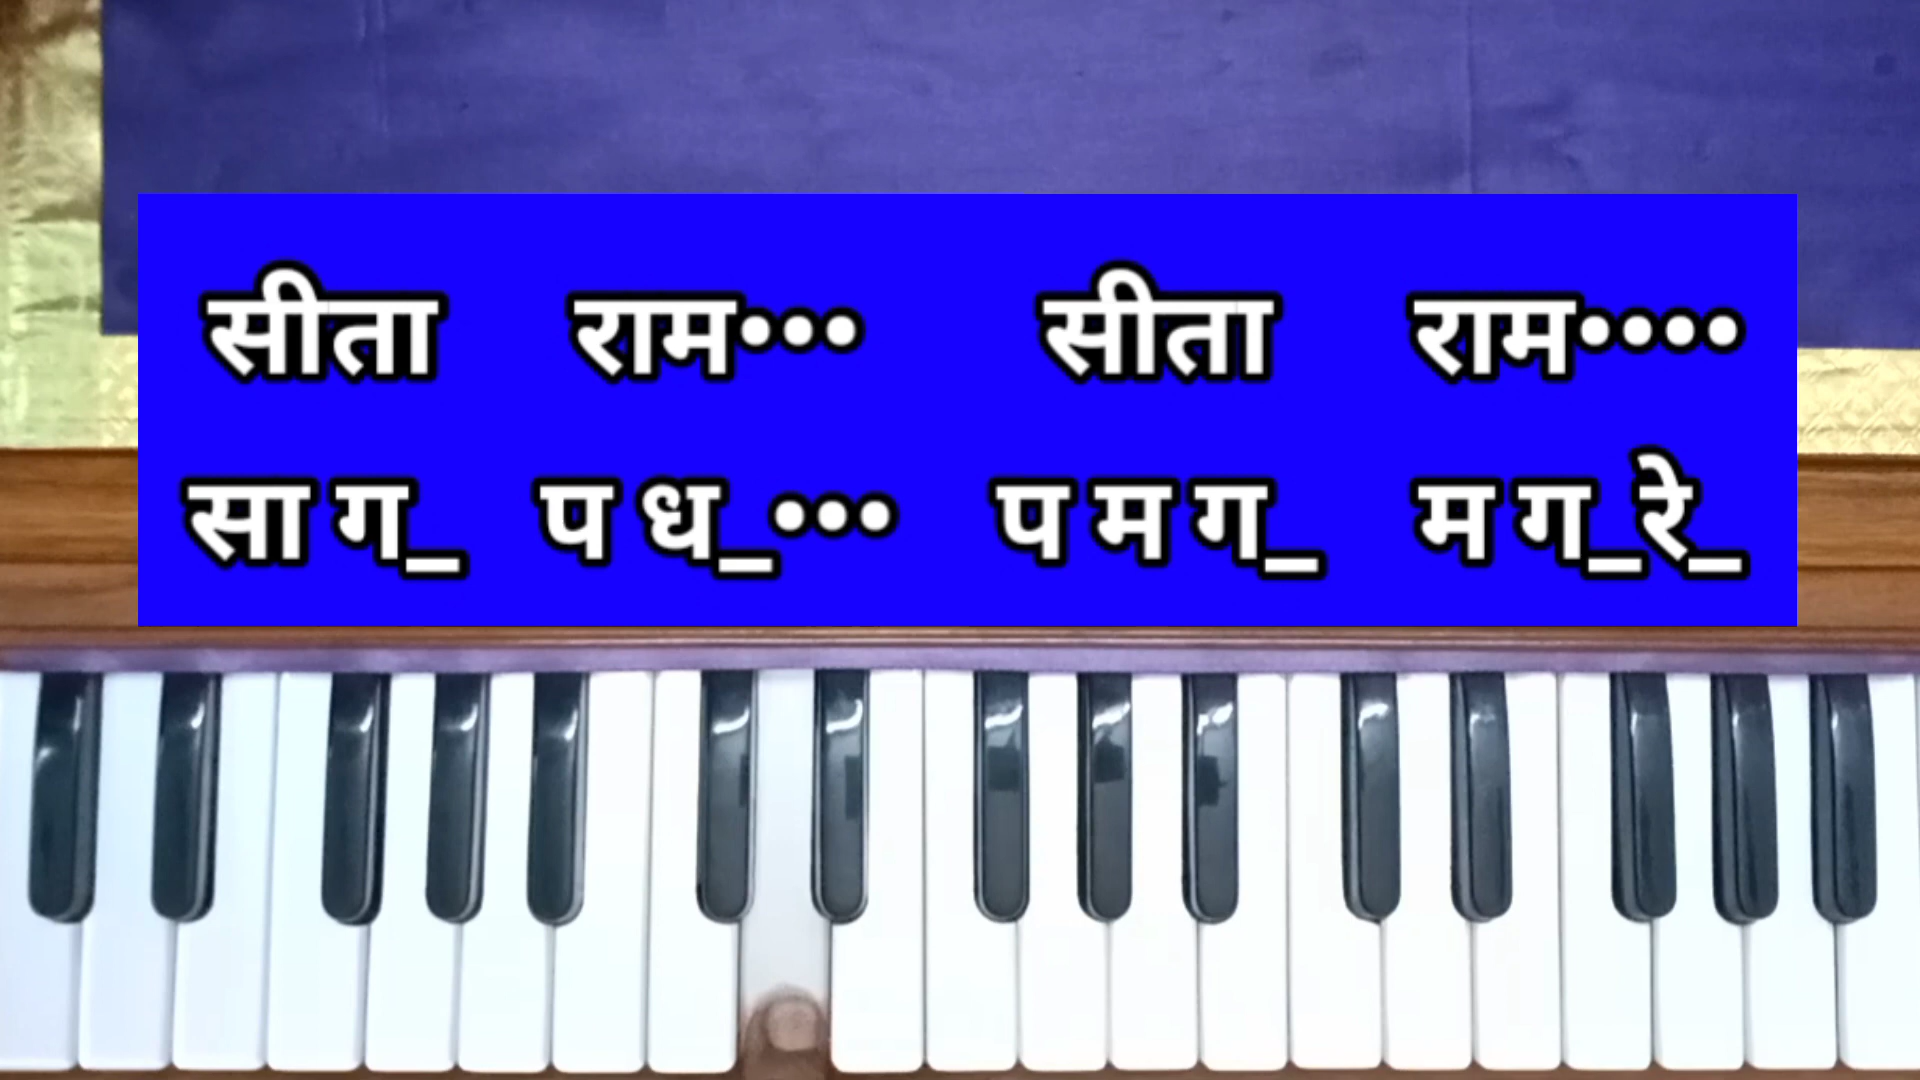 सीता राम••• सीता राम••••
सा ग_ प ध_••• प म ग_ म ग_रे_